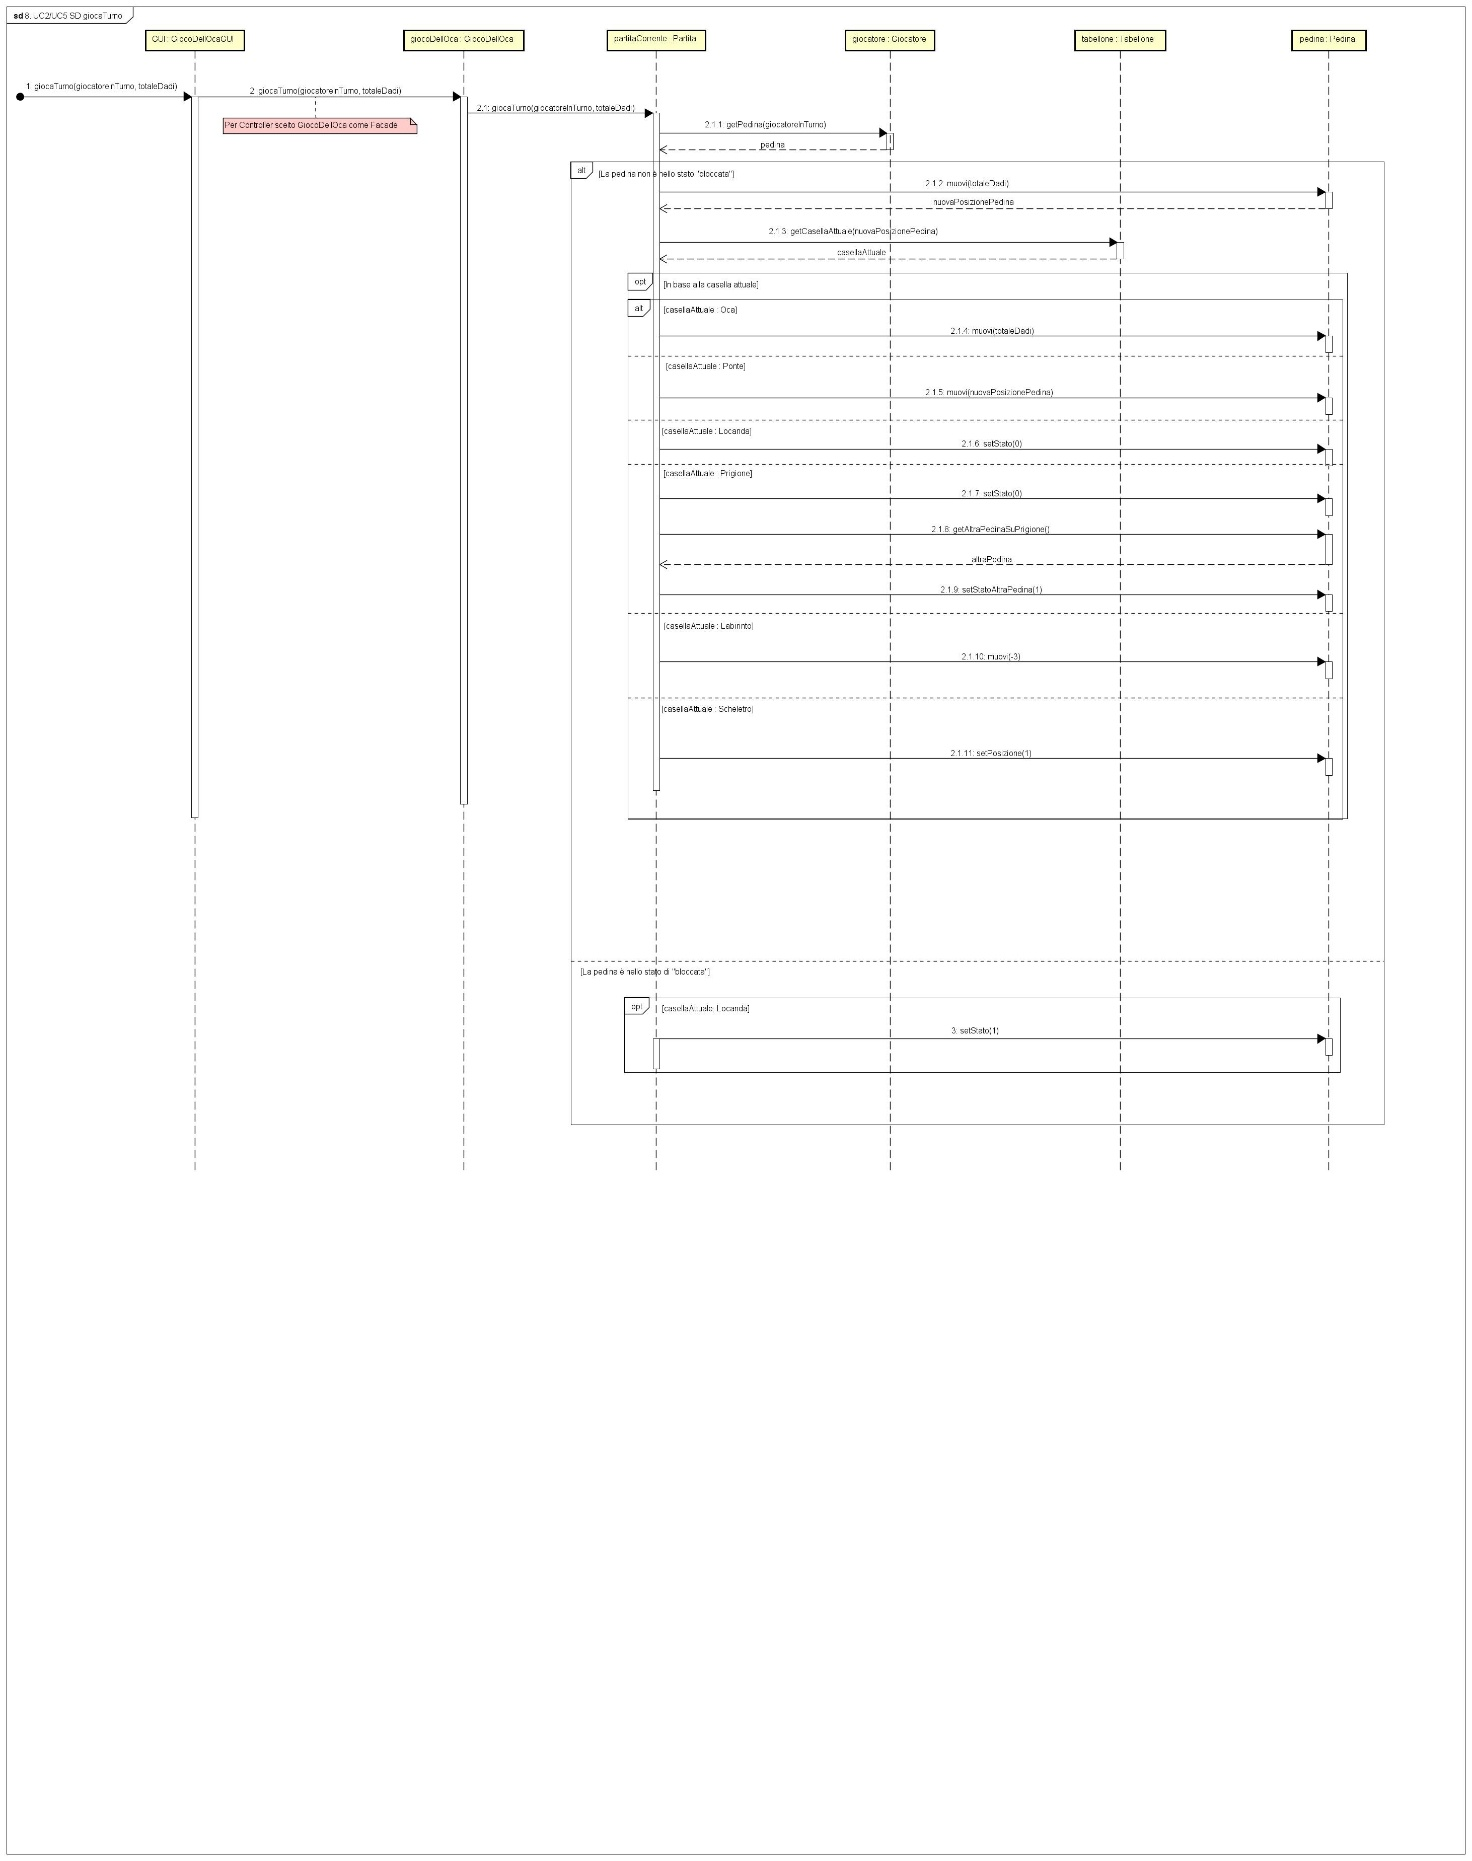 sd 8. UC2/UC5 SD giocaTurno
GUI : GiocoDellOcaGUI
giocoDellOca : GiocoDellOca
partitaCorrente : Partita
giocatore : Giocatore
tabellone : Tabellone
pedina : Pedina
1: giocaTurno(giocatoreInTurno, totaleDadi)
2: giocaTurno(giocatoreInTurno, totaleDadi)
2.1: giocaTurno(giocatoreInTurno, totaleDadi)
Per Controller scelto GiocoDellOca come Facade
2.1.1: getPedina(giocatoreInTurno)
pedina
alt
[La pedina non è nello stato "bloccata"]
2.1.2: muovi(totaleDadi)
nuovaPosizionePedina
2.1.3: getCasellaAttuale(nuovaPosizionePedina)
casellaAttuale
opt
[In base alla casella attuale]
alt
[casellaAttuale : Oca]
2.1.4: muovi(totaleDadi)
[casellaAttuale : Ponte]
2.1.5: muovi(nuovaPosizionePedina)
[casellaAttuale : Locanda]
2.1.6: setStato(0)
[casellaAttuale : Prigione]
2.1.7: setStato(0)
2.1.8: getAltraPedinaSuPrigione()
altraPedina
2.1.9: setStatoAltraPedina(1)
[casellaAttuale : Labirinto]
2.1.10: muovi(-3)
[casellaAttuale : Scheletro]
2.1.11: setPosizione(1)
[La pedina è nello stato di "bloccata"]
opt
[casellaAttuale: Locanda]
3: setStato(1)